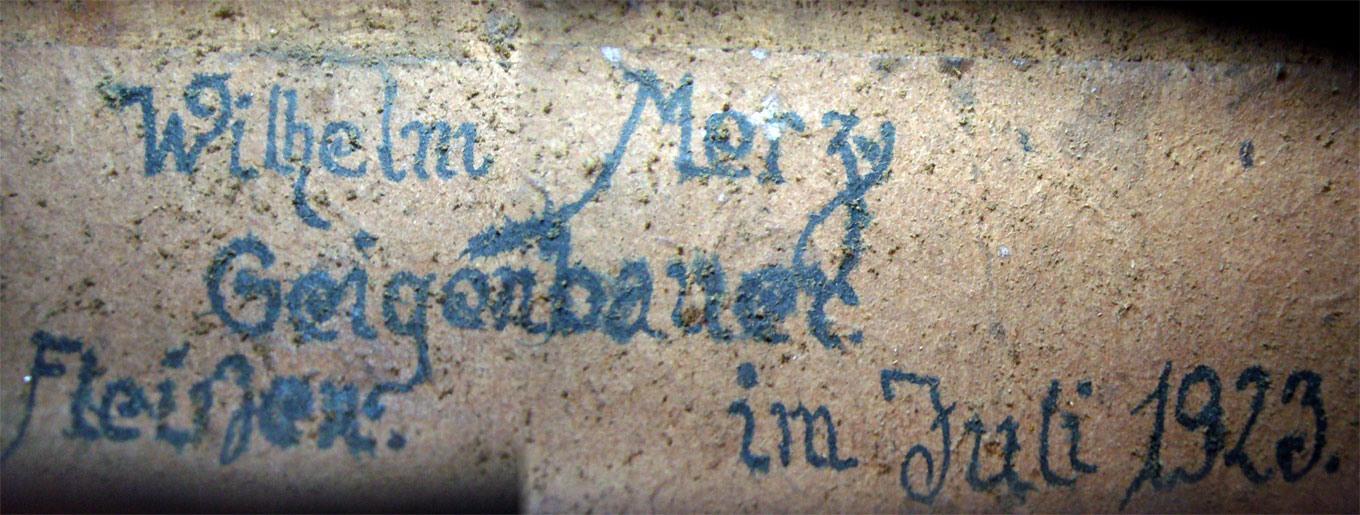 Wilhelm Merz
Geigenbauer.
Fleißen. im Juli 1923.